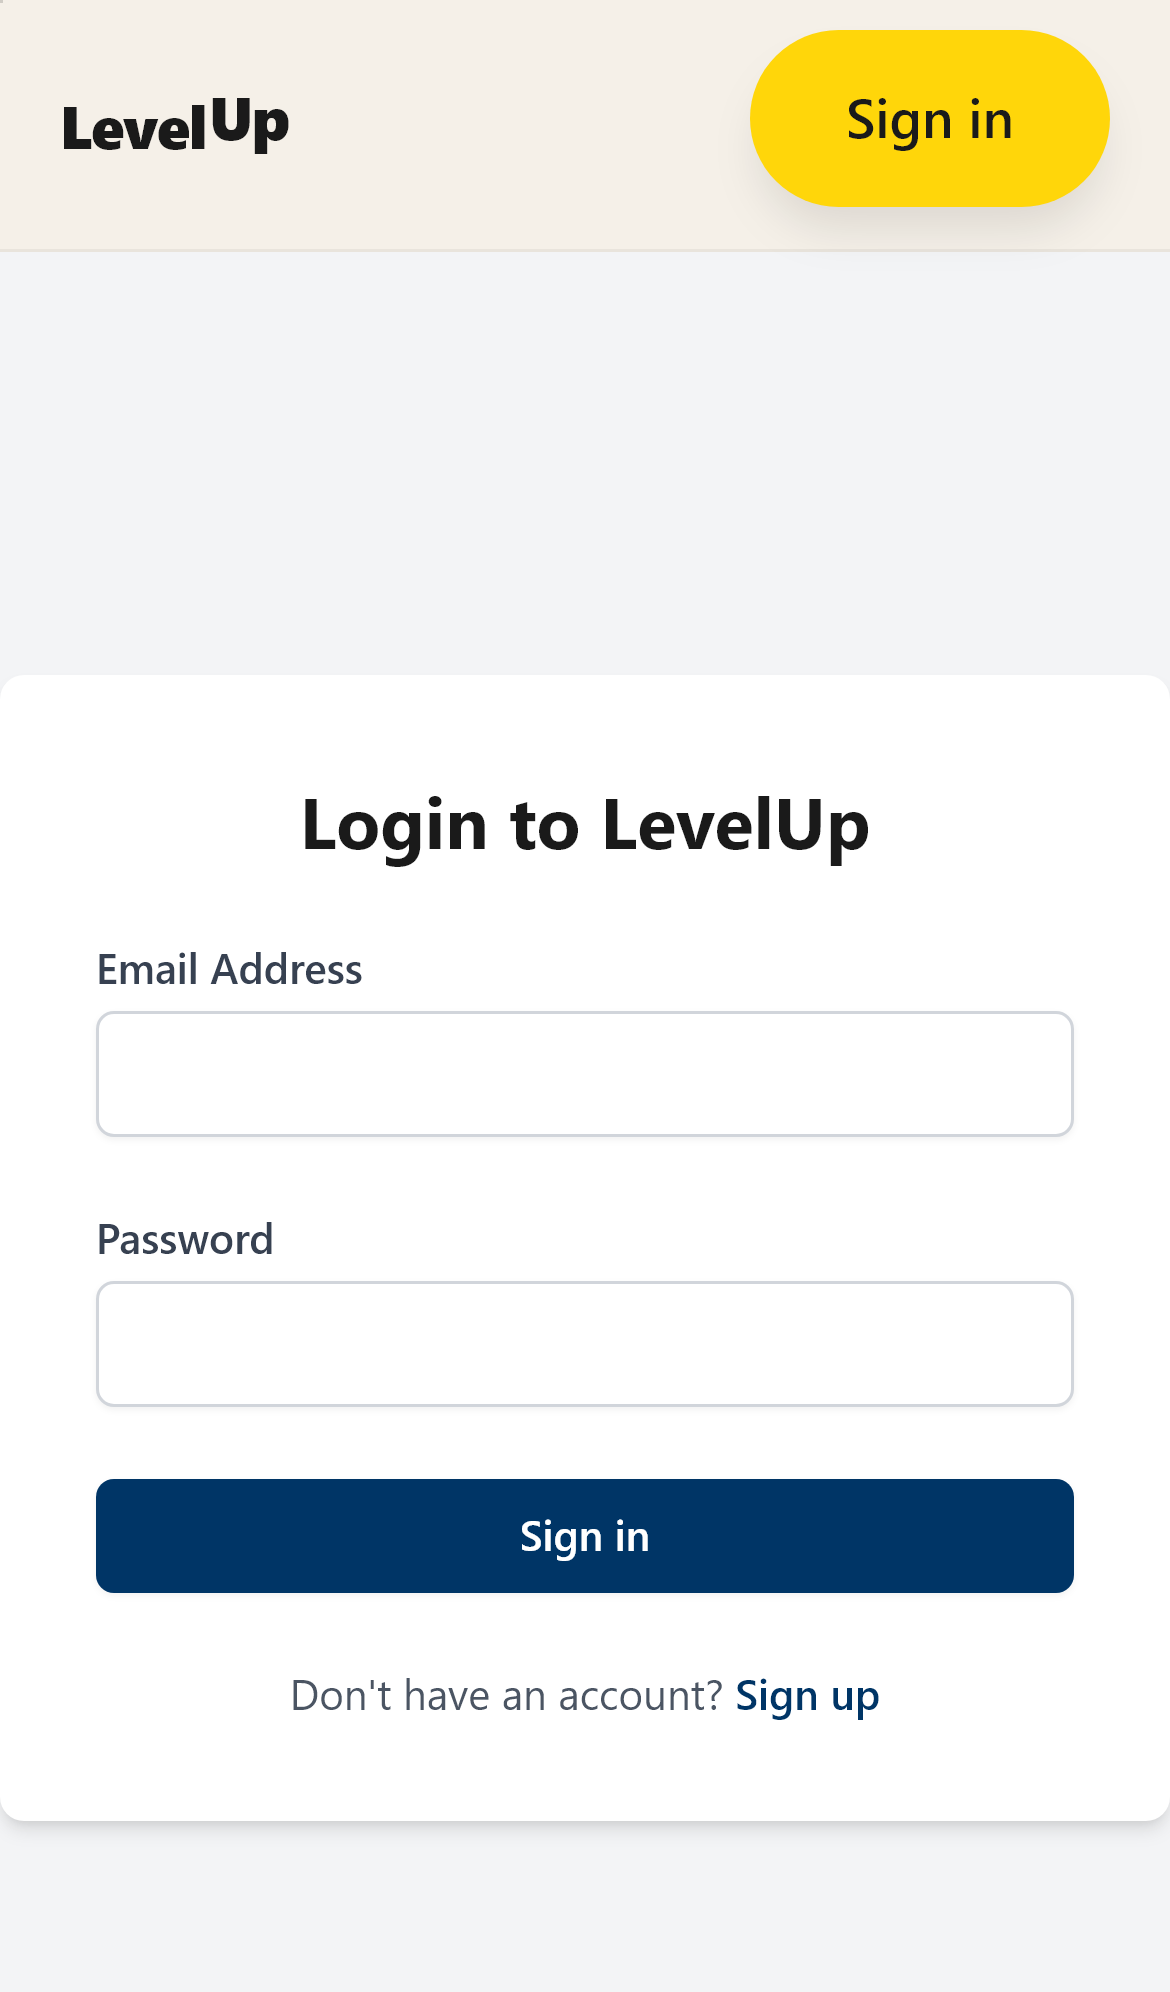 LevelUp
Sign in
Login to LevelUp
Email Address
Password
Sign in
Don't have an account? Sign up